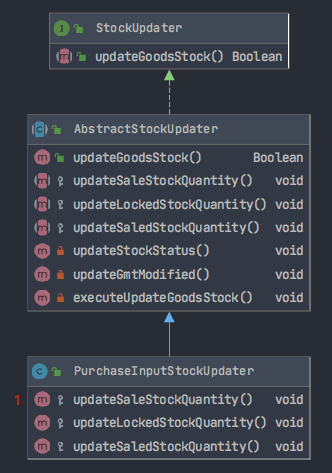 StockUpdater
updateGoodsStock() Boolean
AbstractStockUpdater
updateGoodsStock() Boolean
updateSaleStockQuantity() void
updateLockedStockQuantity() void
updateSaledStockQuantity() void
updateStockStatus() void
updateGmtModified() void
executeUpdateGoodsStock() void
PurchaseInputStockUpdater
1 updateSaleStockQuantity() void
updateLockedStockQuantity() void
updateSaledStockQuantity() void